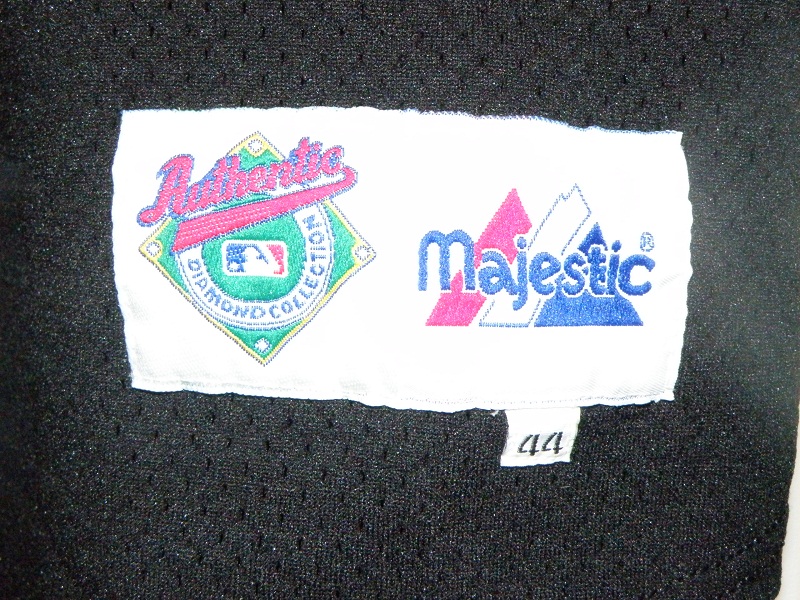 Authentic
DIAMOND COLLECTION
Majestic®
44